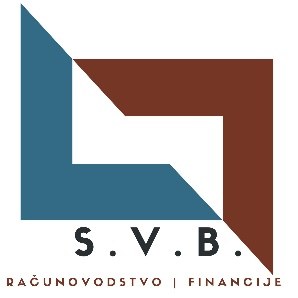 S.V.B.
RAČUNOVODSTVO | FINANCIJE